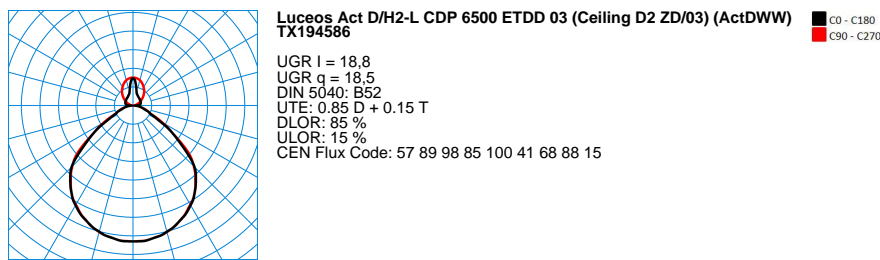 Luceos Act D/H2-L CDP 6500 ETDD 03 (Ceiling D2 ZD/03) (ActDWW)
TX194586
C0 - C180
C90 - C270
UGR l = 18,8
UGR q = 18,5
DIN 5040: B52
UTE: 0.85 D + 0.15 T
DLOR: 85 %
ULOR: 15 %
CEN Flux Code: 57 89 98 85 100 41 68 88 15